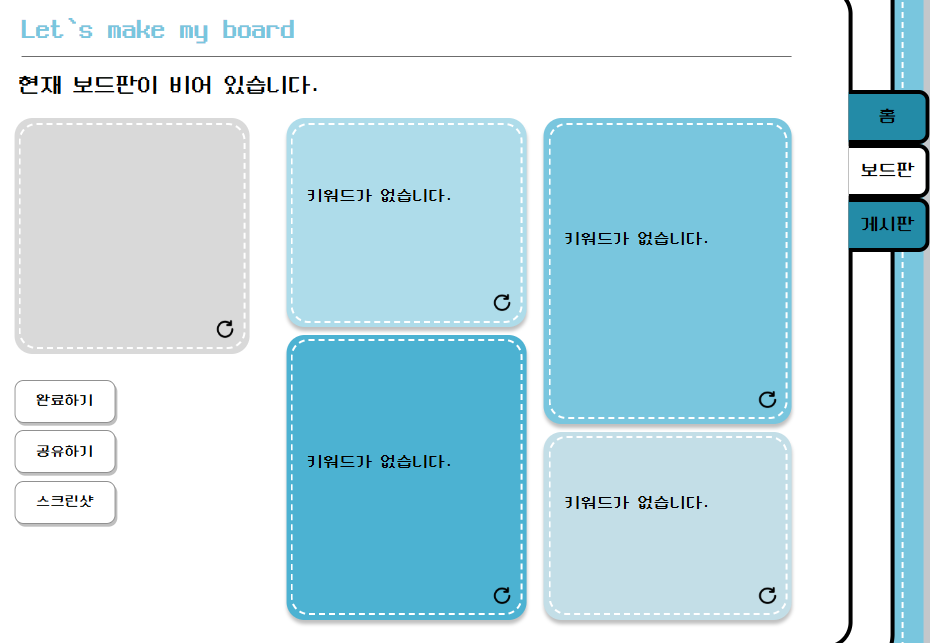 Let`s make my board
현재 보드판이 비어 있습니다.
키워드가 없습니다.
키워드가 없습니다.
키워드가 없습니다.
키워드가 없습니다.
완료하기
공유하기
스크린샷
홈
보드판
게시판